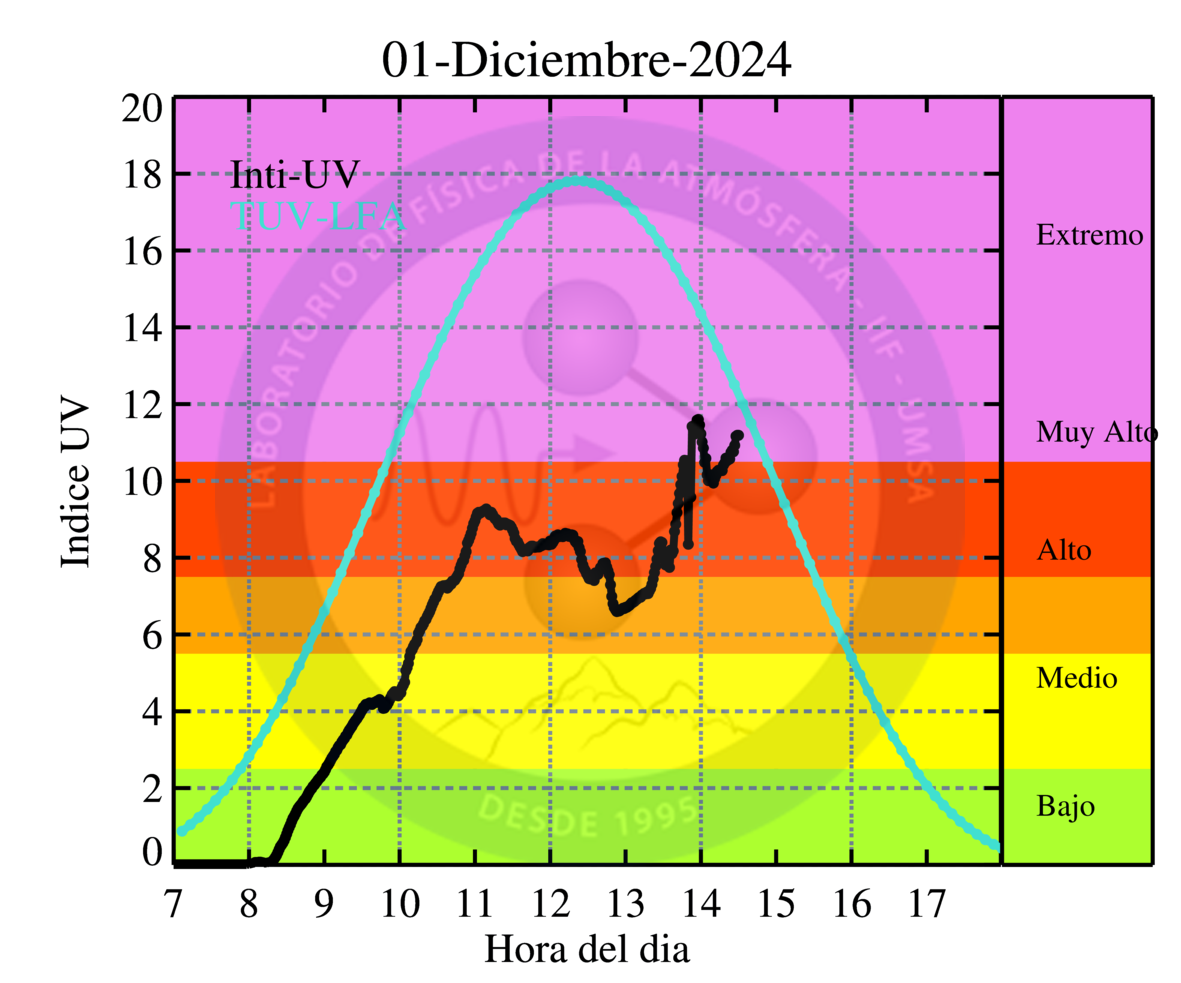 01-Diciembre-2024
20
18
16
14
12
10
8
6
4
2
0
Indice UV
Inti-UV
TUV-LFA
LABORATORIO DE FÍSICA DE LA ATMÓSFERA - IIF - UMSA
DESDE 1995
Extremo
Muy Alto
Alto
Medio
Bajo
7 8 9 10 11 12 13 14 15 16 17
Hora del dia